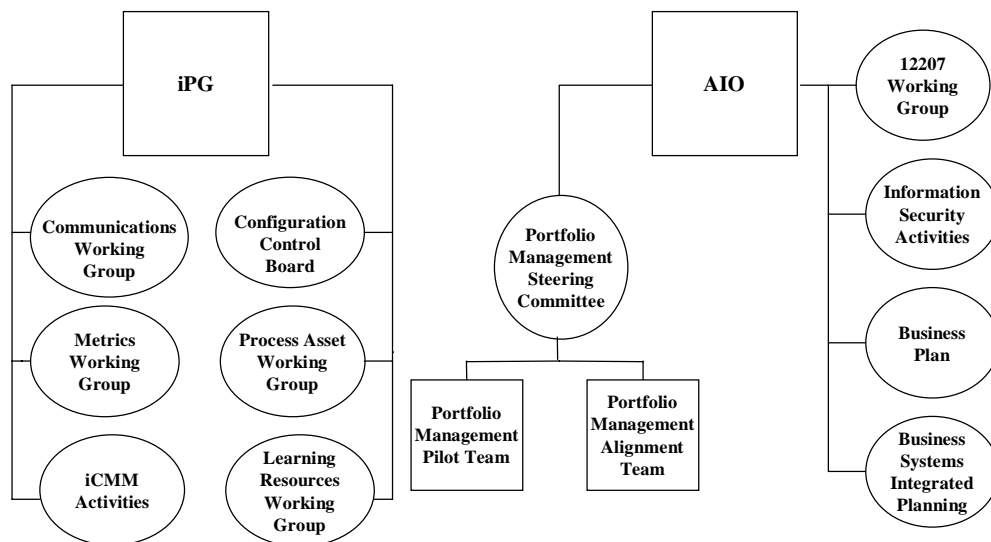 iPG
Communications
Working
Group
Configuration
Control
Board
Metrics
Working
Group
Process Asset
Working
Group
iCMM
Activities
Learning
Resources
Working
Group
AIO
Portfolio
Management
Steering
Committee
Portfolio
Management
Pilot Team
Portfolio
Management
Alignment
Team
12207
Working
Group
Information
Security
Activities
Business
Plan
Business
Systems
Integrated
Planning